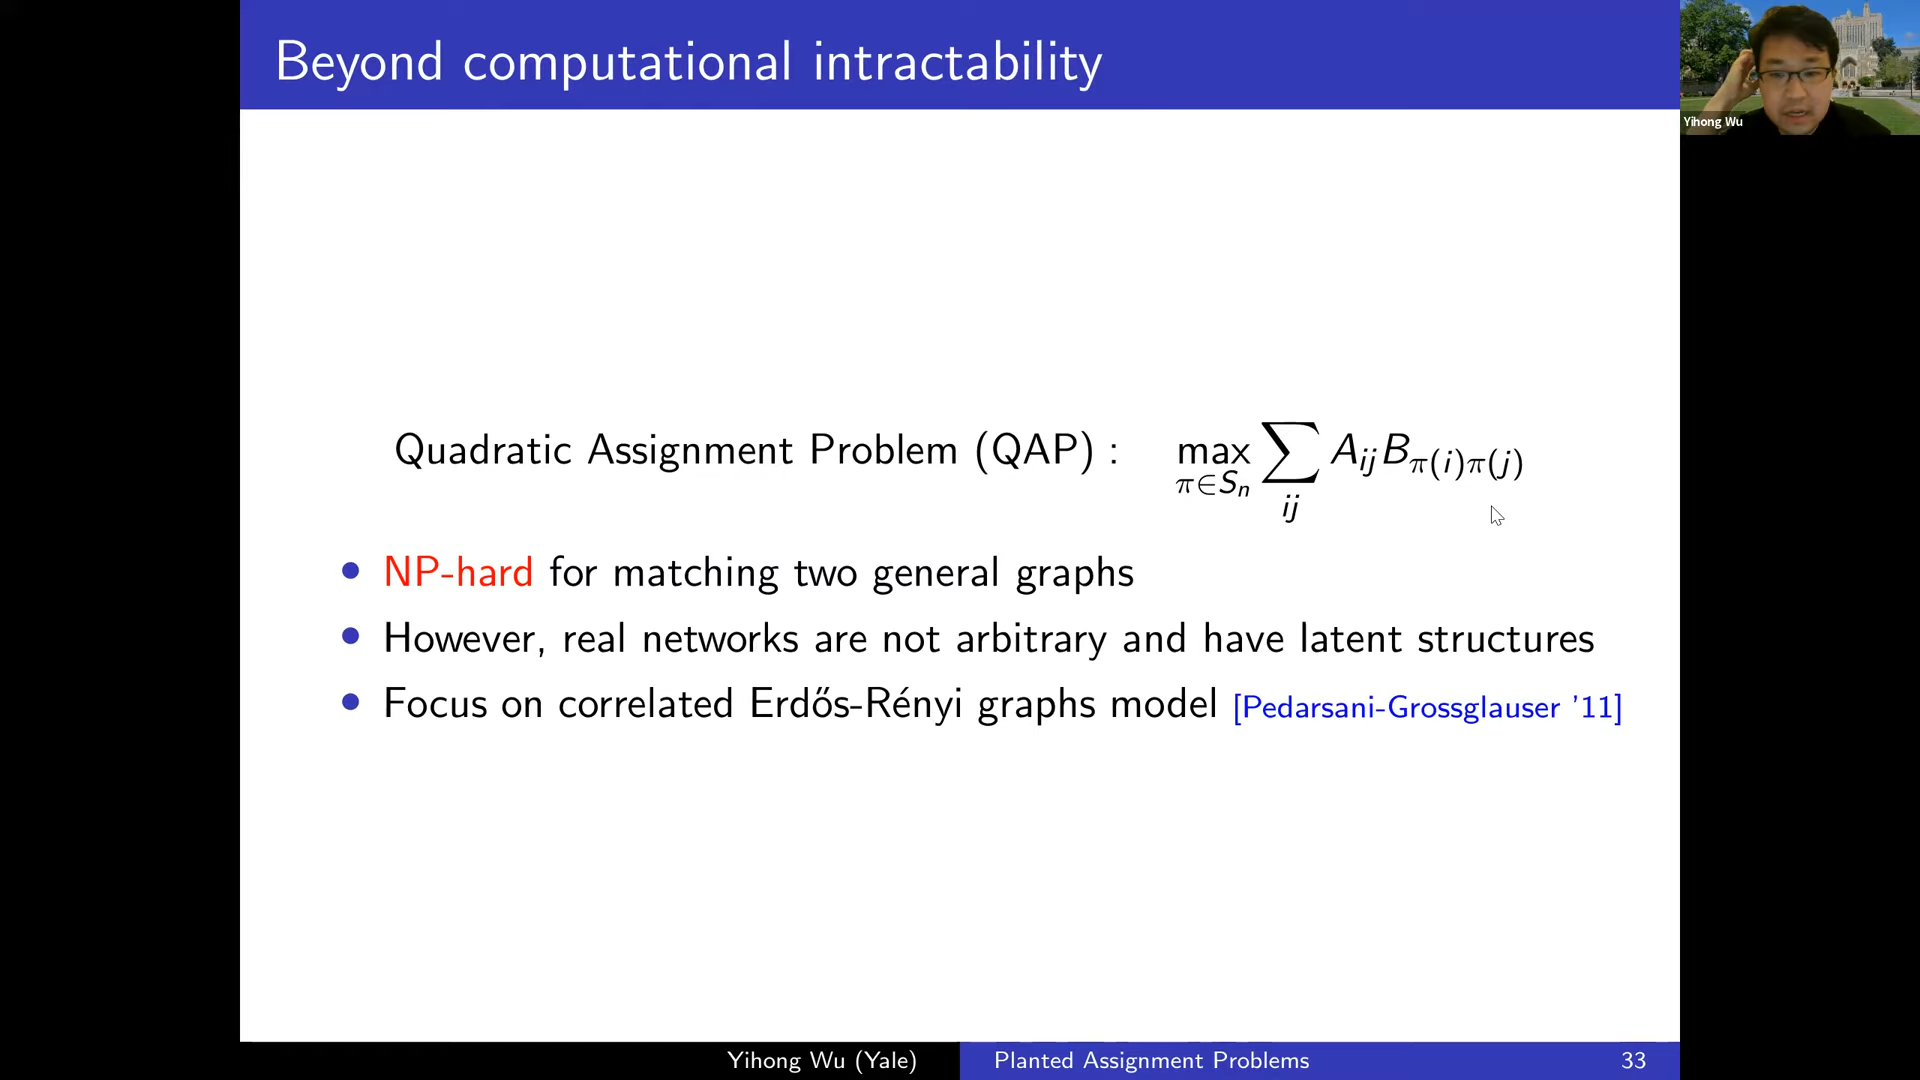 Beyond computational intractability
Yihong Wu
Quadratic Assignment Problem (QAP) : max_{π∈S_n} ∑_{ij} A_{ij} B_{π(i)π(j)}
• NP-hard for matching two general graphs
• However, real networks are not arbitrary and have latent structures
• Focus on correlated Erdős-Rényi graphs model [Pedarsani-Grossglauser ’11]
Yihong Wu (Yale) Planted Assignment Problems 33